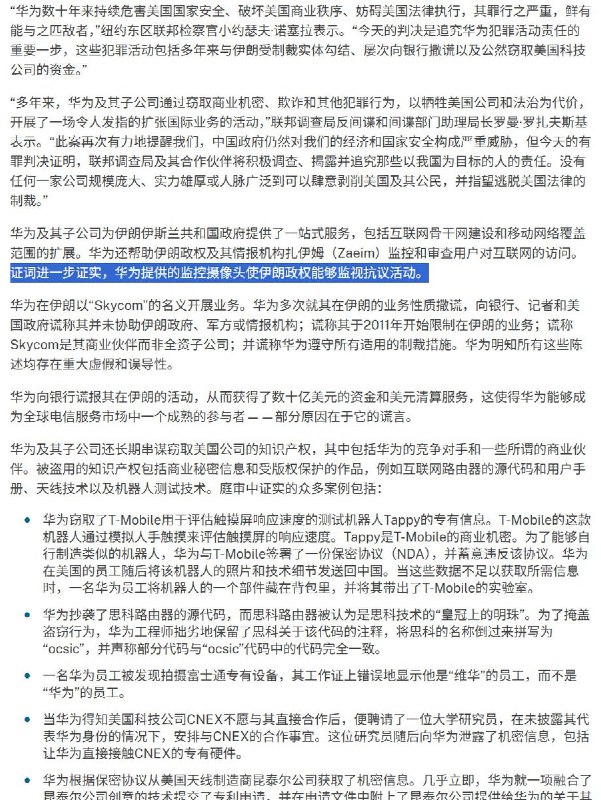 “华为数十年来持续危害美国国家安全、破坏美国商业秩序、妨碍美国法律执行，其罪行之严重，鲜有
能与之匹敌者，”纽约东区联邦检察官小约瑟夫·诺塞拉表示。“今天的判决是追究华为犯罪活动责任的
重要一步，这些犯罪活动包括多年来与伊朗受制裁实体勾结、屡次向银行撒谎以及公然窃取美国科技
公司的资金。”
“多年来，华为及其子公司通过窃取商业机密、欺诈和其他犯罪行为，以牺牲美国公司和法治为代价，
开展了一场令人发指的扩张国际业务的活动，”联邦调查局反间谍和间谍部门助理局长罗曼·罗扎夫斯基
表示。“此案再次有力地提醒我们，中国政府仍然对我们的经济和国家安全构成严重威胁，但今天的有
罪判决证明，联邦调查局及其合作伙伴将积极调查、揭露并追究那些以我国为目标的人的责任。没有
任何一家公司规模庞大、实力雄厚或人脉广泛到可以肆意剥削美国及其公民，并指望逃脱美国法律的
制裁。”
华为及其子公司为伊朗伊斯兰共和国政府提供了一站式服务，包括互联网骨干网建设和移动网络覆盖
范围的扩展。华为还帮助伊朗政权及其情报机构扎伊姆（Zaeim）监控和审查用户对互联网的访问。
证词进一步证实，华为提供的监控摄像头使伊朗政权能够监视抗议活动。
华为在伊朗以“Skycom”的名义开展业务。华为多次就其在伊朗的业务性质撒谎，向银行、记者和美
国政府谎称其并未协助伊朗政府、军方或情报机构；谎称其于2011年开始限制在伊朗的业务；谎称
Skycom是其商业伙伴而非全资子公司；并谎称华为遵守所有适用的制裁措施。华为明知所有这些陈
述均存在重大虚假和误导性。
华为向银行谎报其在伊朗的活动，从而获得了数十亿美元的资金和美元清算服务，这使得华为能够成
为全球电信服务市场中一个成熟的参与者——部分原因在于它的谎言。
华为及其子公司还长期串谋窃取美国公司的知识产权，其中包括华为的竞争对手和一些所谓的商业伙
伴。被盗用的知识产权包括商业秘密信息和受版权保护的作品，例如互联网路由器的源代码和用户手
册、天线技术以及机器人测试技术。庭审中证实的众多案例包括：
• 华为窃取了T-Mobile用于评估触摸屏响应速度的测试机器人Tappy的专有信息。T-Mobile的这款
机器人通过模拟人手触摸来评估触摸屏的响应速度。Tappy是T-Mobile的商业机密。为了能够自
行制造类似的机器人，华为与T-Mobile签署了一份保密协议（NDA），并蓄意违反该协议。华为
在美国的员工随后将该机器人的照片和技术细节发送回中国。当这些数据不足以获取所需信息
时，一名华为员工将机器人的一个部件藏在背包里，并将其带出了T-Mobile的实验室。
• 华为抄袭了思科路由器的源代码，而思科路由器被认为是思科技术的“皇冠上的明珠”。为了掩盖
盗窃行为，华为工程师拙劣地保留了思科关于该代码的注释，将思科的名称倒过来拼写为
“ocsic”，并声称部分代码与“ocsic”代码中的代码完全一致。
• 一名华为员工被发现拍摄富士通专有设备，其工作证上错误地显示他是“维华”的员工，而不是
“华为”的员工。
• 当华为得知美国科技公司CNEX不愿与其直接合作后，便聘请了一位大学研究员，在未披露其代
表华为身份的情况下，安排与CNEX的合作事宜。这位研究员随后向华为泄露了机密信息，包括
让华为直接接触CNEX的专有硬件。
• 华为根据保密协议从美国天线制造商昆泰尔公司获取了机密信息。几乎立即，华为就一项融合了
昆泰尔公司创意的技术提交了专利申请，并在申请文件中附上了昆泰尔公司提供给华为的关于其